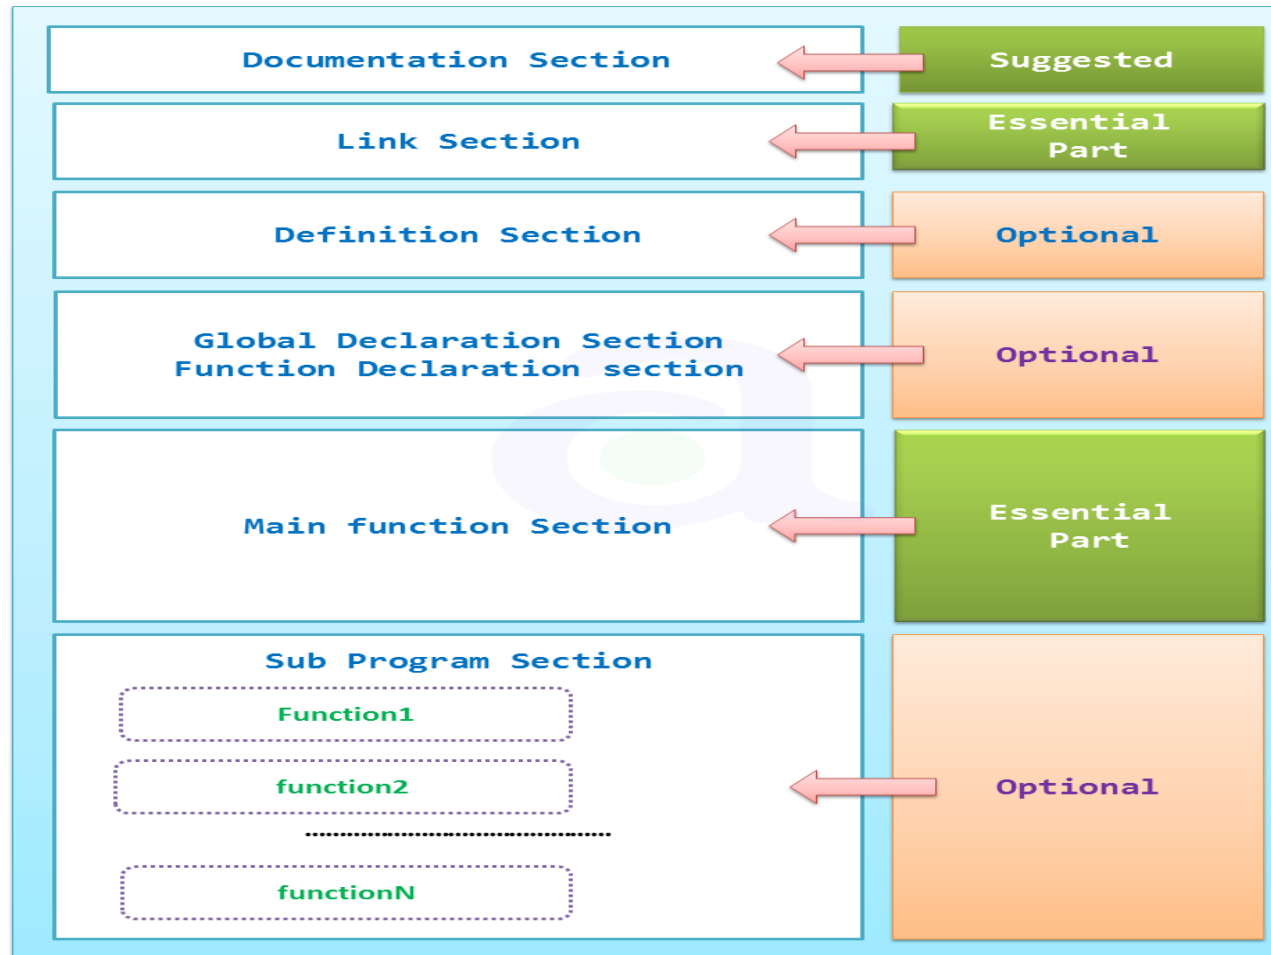 Documentation Section
Suggested
Link Section
Essential
Part
Definition Section
Optional
Global Declaration Section
Function Declaration section
Optional
Main function Section
Essential
Part
Sub Program Section
Function1
function2
functionN
Optional